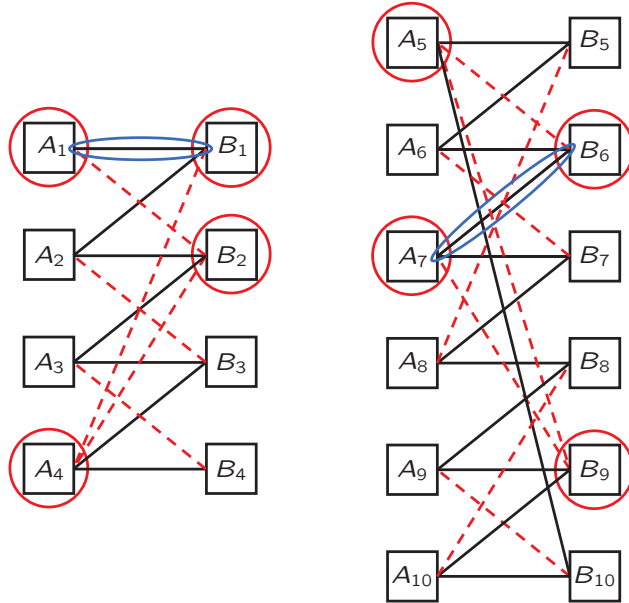 A₁ B₁
A₂ B₂
A₃ B₃
A₄ B₄
A₅ B₅
A₆ B₆
A₇ B₇
A₈ B₈
A₉ B₉
A₁₀ B₁₀